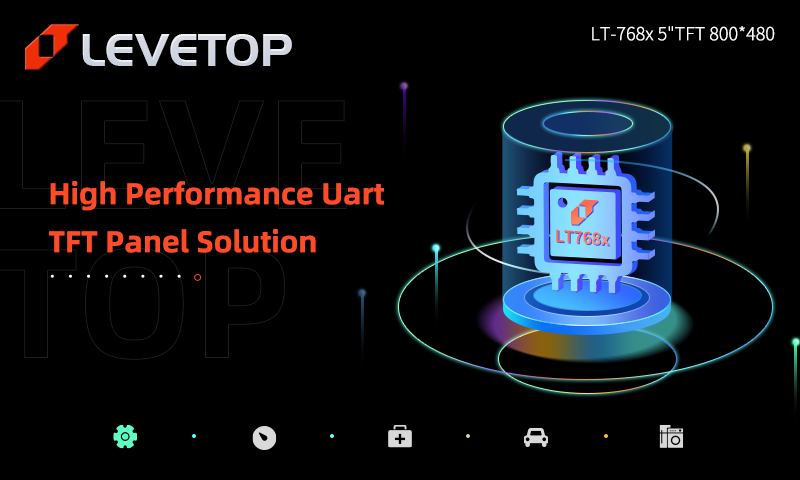 LEVETOP
LT-768x 5"TFT 800*480
LEVE
TOP
High Performance Uart
TFT Panel Solution
LT768x